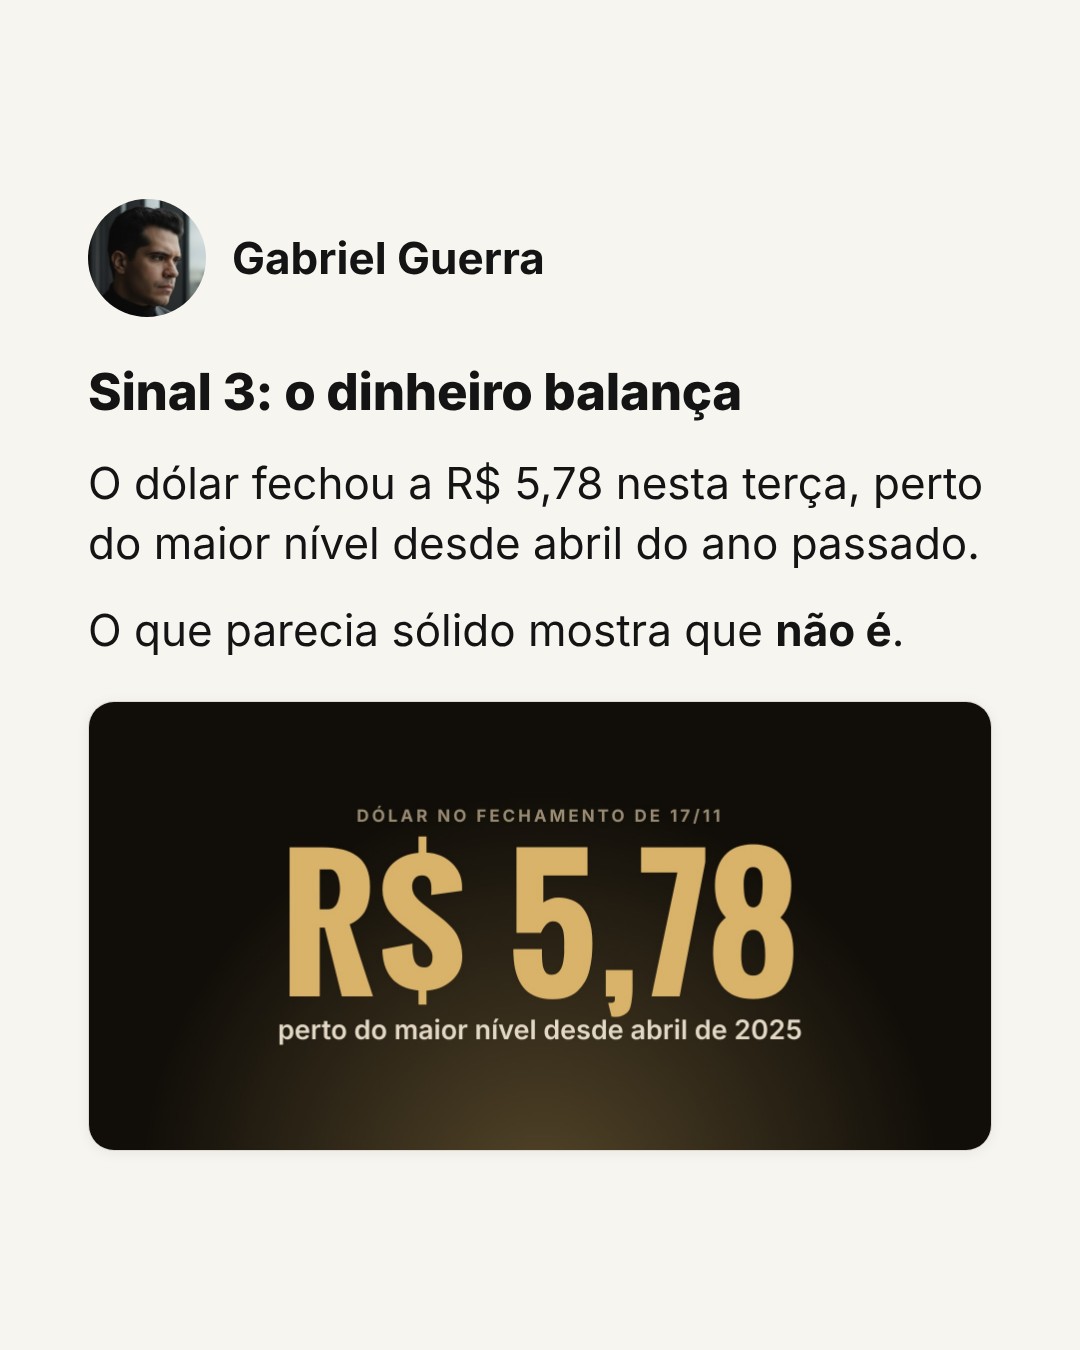 Gabriel Guerra
Sinal 3: o dinheiro balança
O dólar fechou a R$ 5,78 nesta terça, perto
do maior nível desde abril do ano passado.
O que parecia sólido mostra que não é.
DÓLAR NO FECHAMENTO DE 17/11
R$ 5,78
perto do maior nível desde abril de 2025